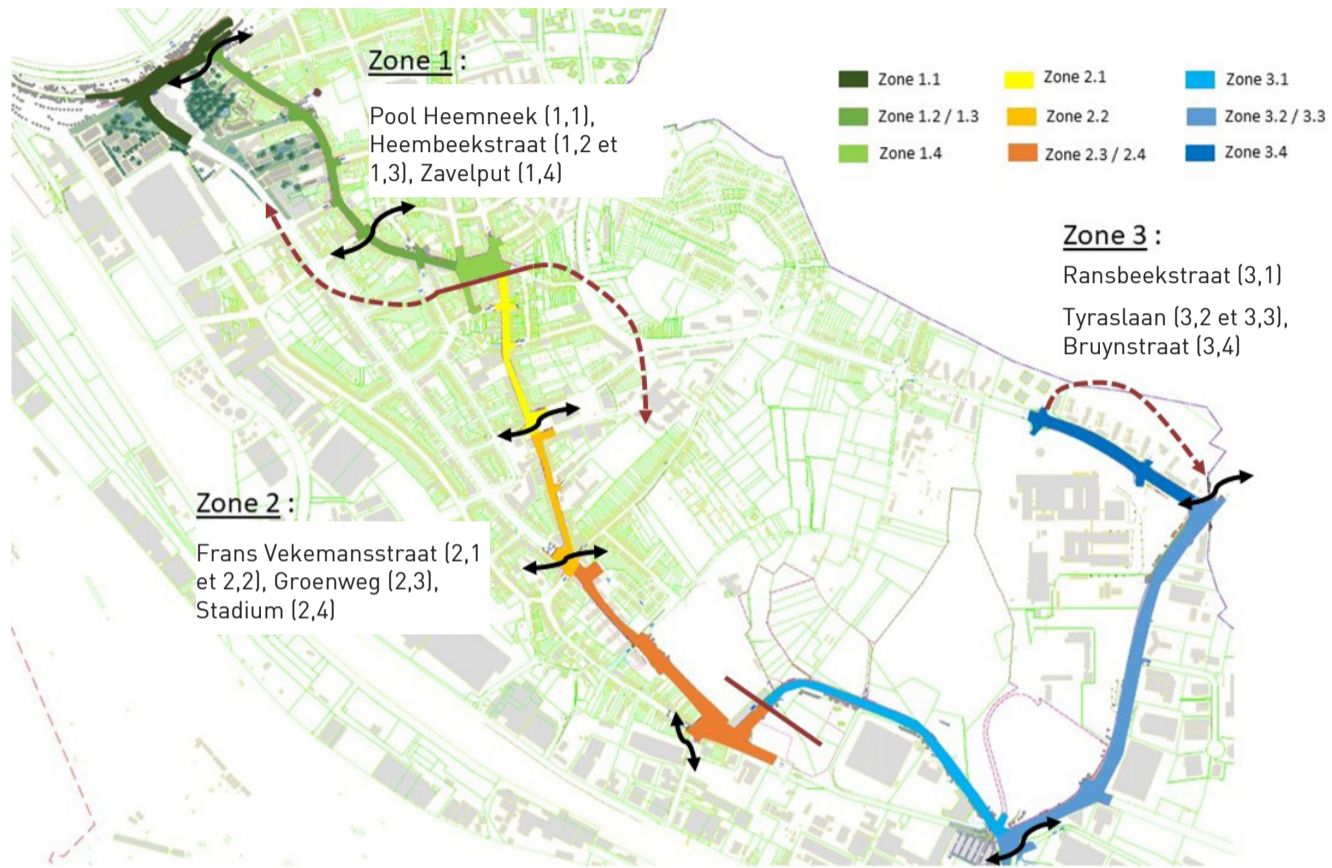 Zone 1 :
Pool Heemneek (1,1),
Heembeekstraat (1,2 et
1,3), Zavelput (1,4)
Zone 1.1
Zone 1.2 / 1.3
Zone 1.4
Zone 2.1
Zone 2.2
Zone 2.3 / 2.4
Zone 3.1
Zone 3.2 / 3.3
Zone 3.4
Zone 3 :
Ransbeekstraat (3,1)
Tyraslaan (3,2 et 3,3),
Bruynstraat (3,4)
Zone 2 :
Frans Vekemansstraat (2,1
et 2,2), Groenweg (2,3),
Stadium (2,4)